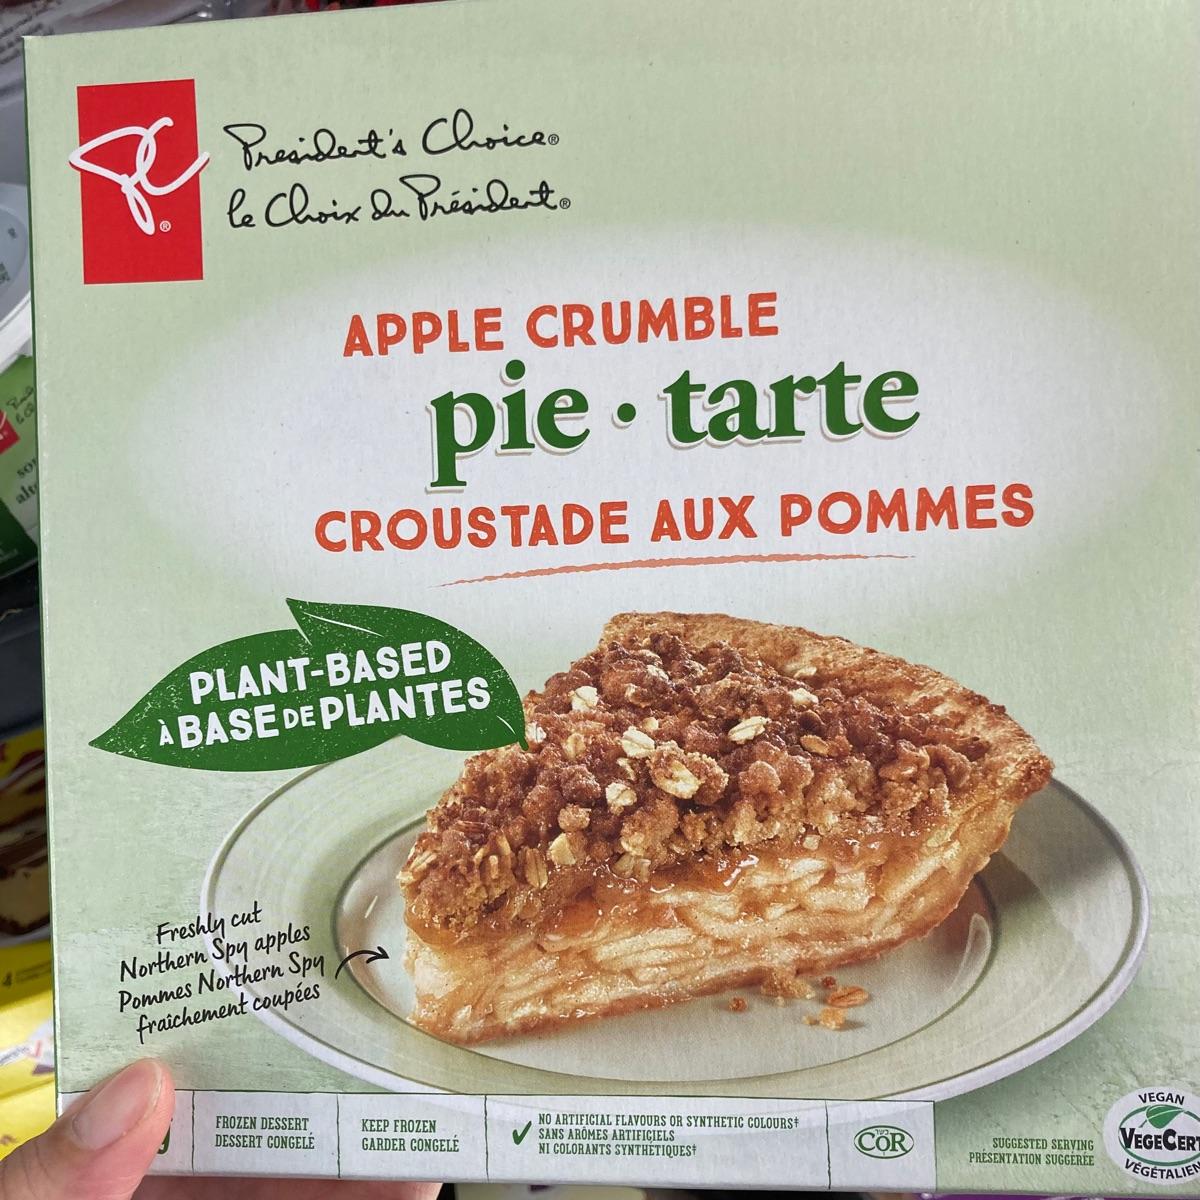 President's Choice®
le Choix du Président®
APPLE CRUMBLE
pie • tarte
CROUSTADE AUX POMMES
PLANT-BASED
À BASE DE PLANTES
Freshly cut
Northern Spy apples
Pommes Northern Spy
fraîchement coupées
FROZEN DESSERT
DESSERT CONGELÉ
KEEP FROZEN
GARDER CONGELÉ
NO ARTIFICIAL FLAVOURS OR SYNTHETIC COLOURS‡
SANS ARÔMES ARTIFICIELS
NI COLORANTS SYNTHÉTIQUES‡
COR
SUGGESTED SERVING
PRÉSENTATION SUGGÉRÉE
VEGAN
VEGECERT
VÉGÉTALIEN